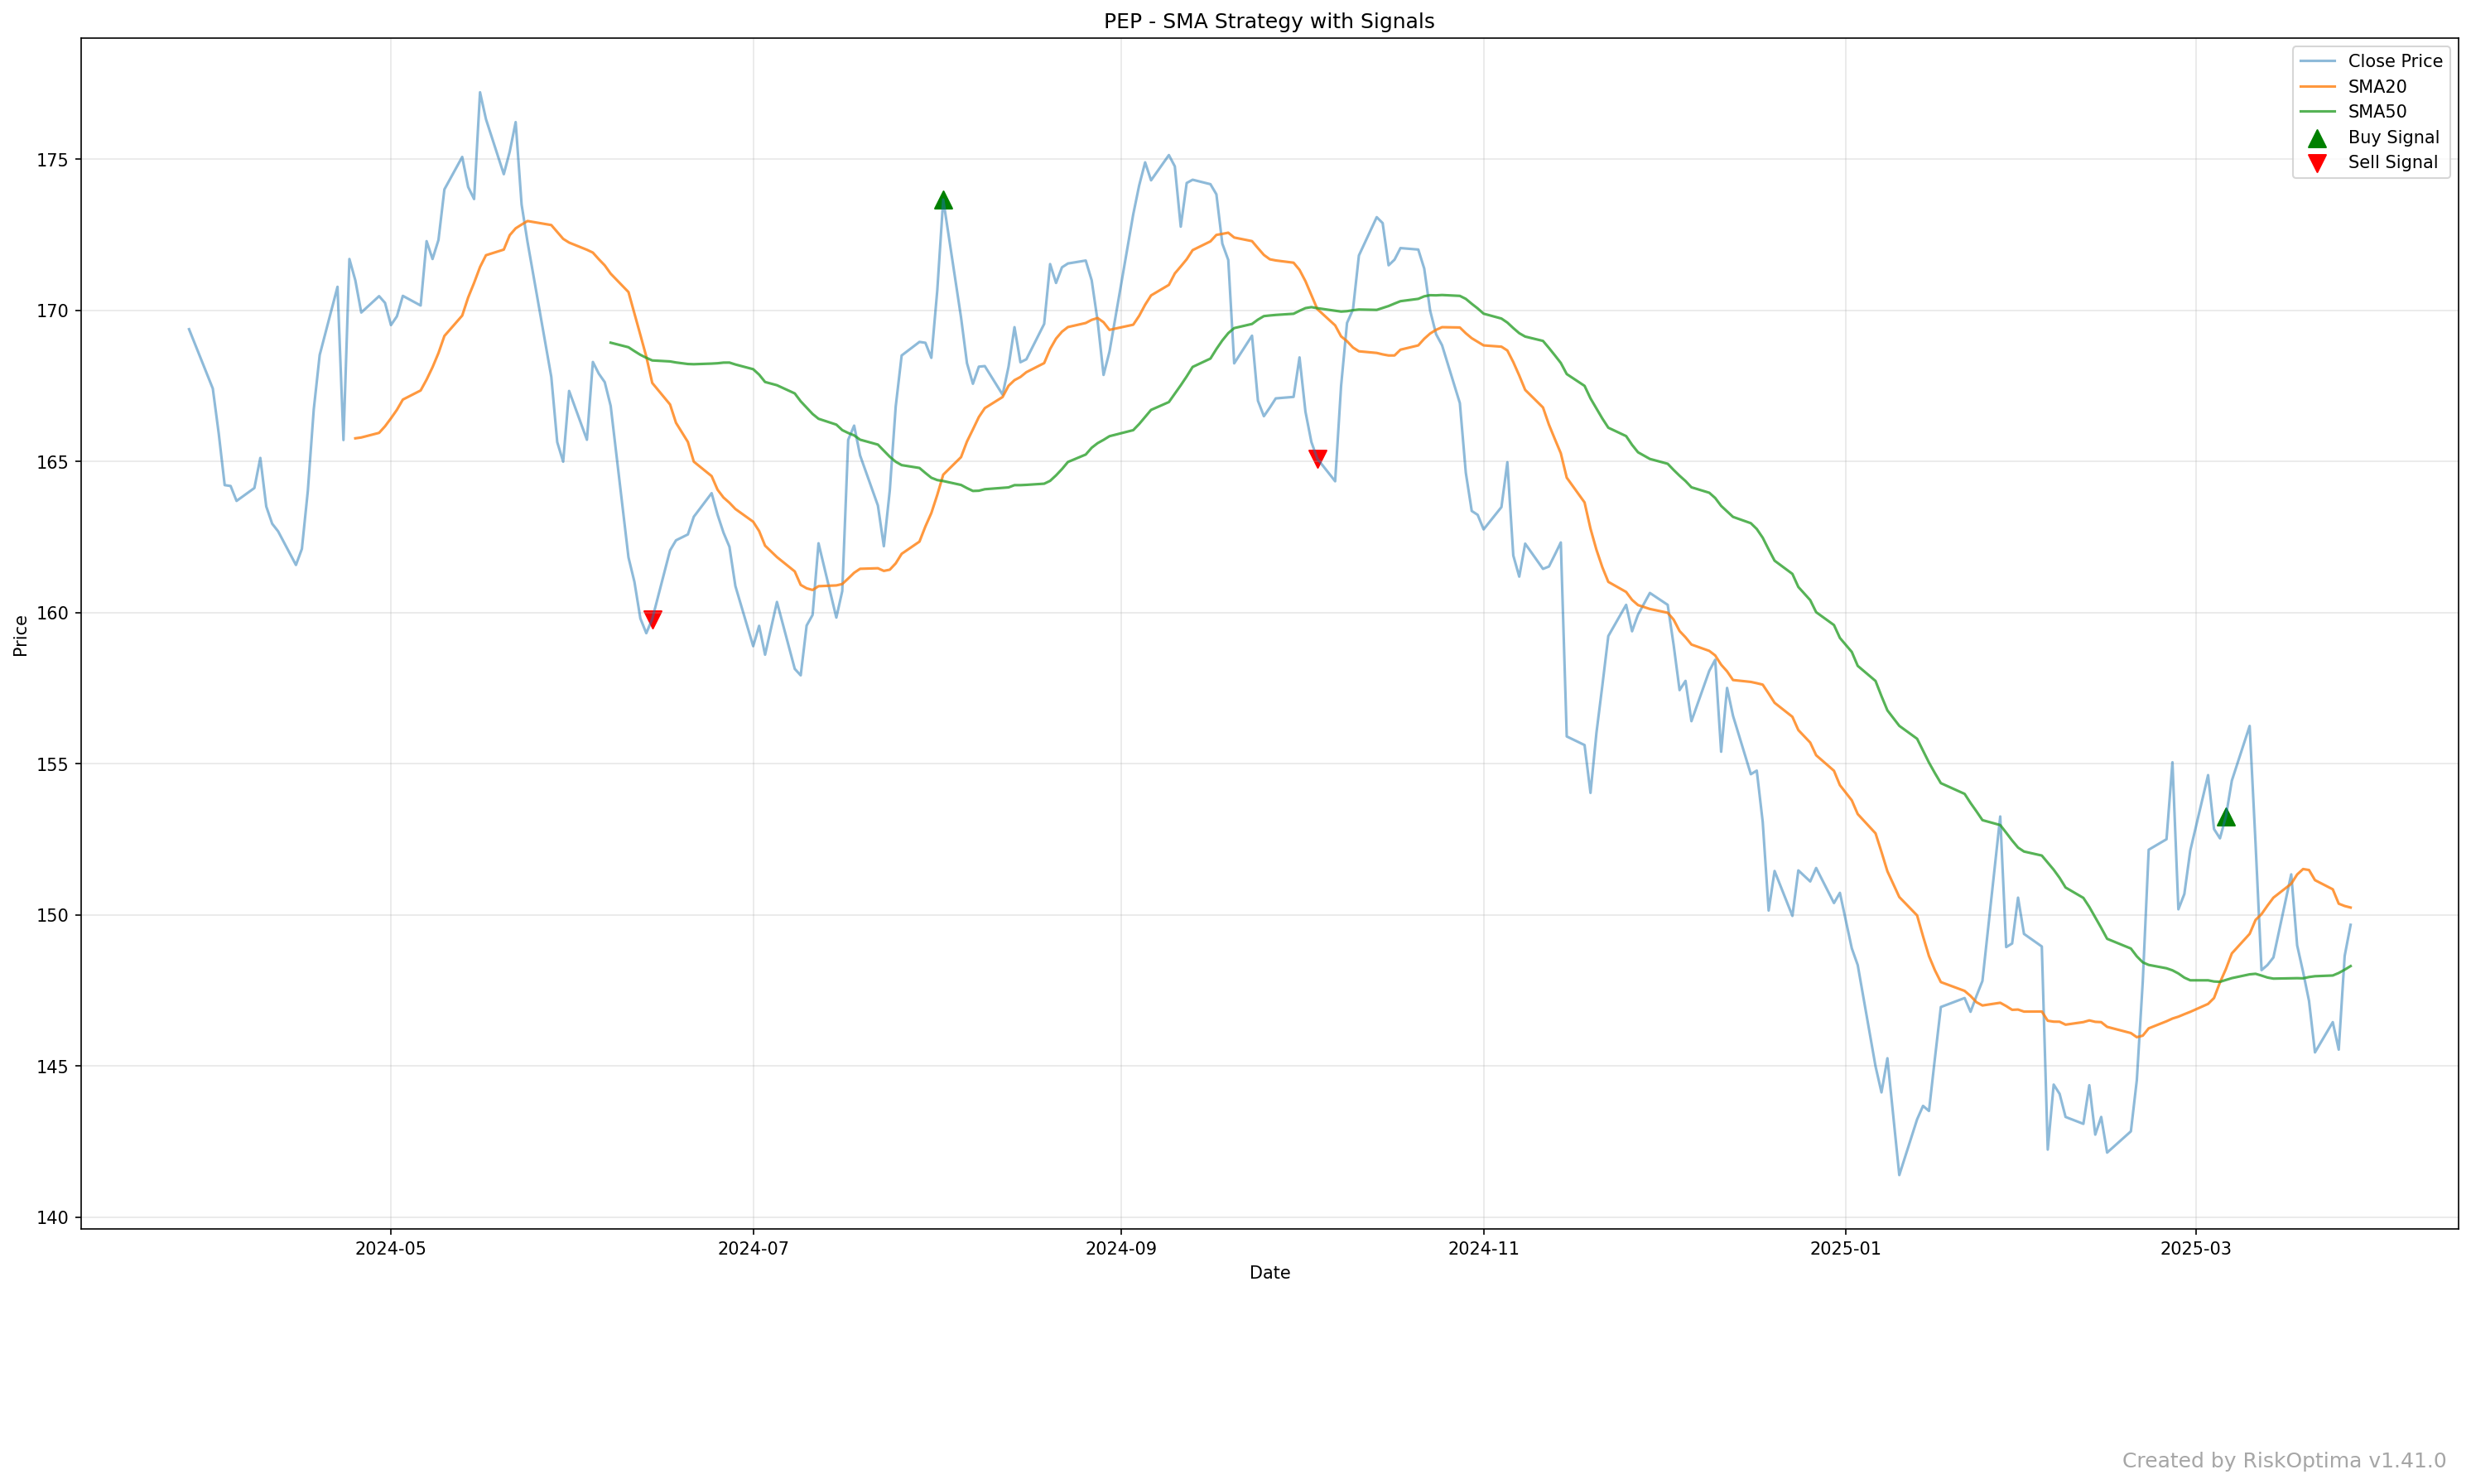 PEP - SMA Strategy with Signals
Close Price
SMA20
SMA50
Buy Signal
Sell Signal
175
170
165
160
155
150
145
140
Price
2024-05 2024-07 2024-09 2024-11 2025-01 2025-03
Date
Created by RiskOptima v1.41.0